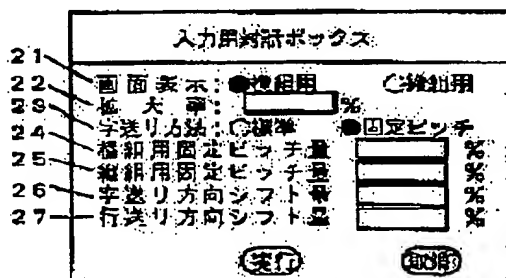 入力用対話ボックス
21 画面表示:●横組用 ○縦組用
22 拡大率: %
23 字送り方法:○標準 ●固定ピッチ
24 横組用固定ピッチ量 %
25 縦組用固定ピッチ量 %
26 字送り方向シフト量 %
27 行送り方向シフト量 %
実行 取消